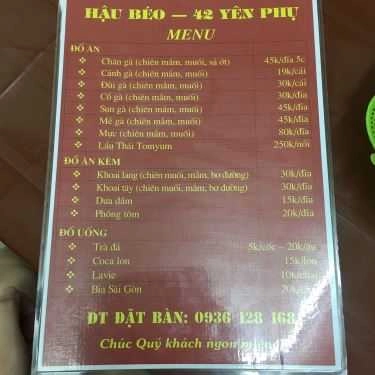 HẬU BÉO — 42 YÊN PHỤ
MENU
ĐỒ ĂN
Chân gà (chiên mắm, muối, sả ớt) 45k/đĩa 5c
Cánh gà (chiên mắm, muối) 19k/cái
Đùi gà (chiên mắm, muối) 30k/cái
Cổ gà (chiên mắm, muối) 30k/đĩa
Sụn gà (chiên mắm, muối) 45k/đĩa
Mề gà (chiên mắm, muối) 45k/đĩa
Mực (chiên mắm, muối) 80k/đĩa
Lẩu Thái Tomyum 250k/nồi
ĐỒ ĂN KÈM
Khoai lang (chiên muối, mắm, bơ đường) 30k/đĩa
Khoai tây (chiên muối, mắm, bơ đường) 30k/đĩa
Dưa dầm 15k/đĩa
Phồng tôm 20k/đĩa
ĐỒ UỐNG
Trà đá 5k/cốc – 20k/ấm
Coca lon 15k/lon
Lavie 10k/chai
Bia Sài Gòn
ĐT ĐẶT BÀN: 0936 128 168
Chúc Quý khách ngon miệng